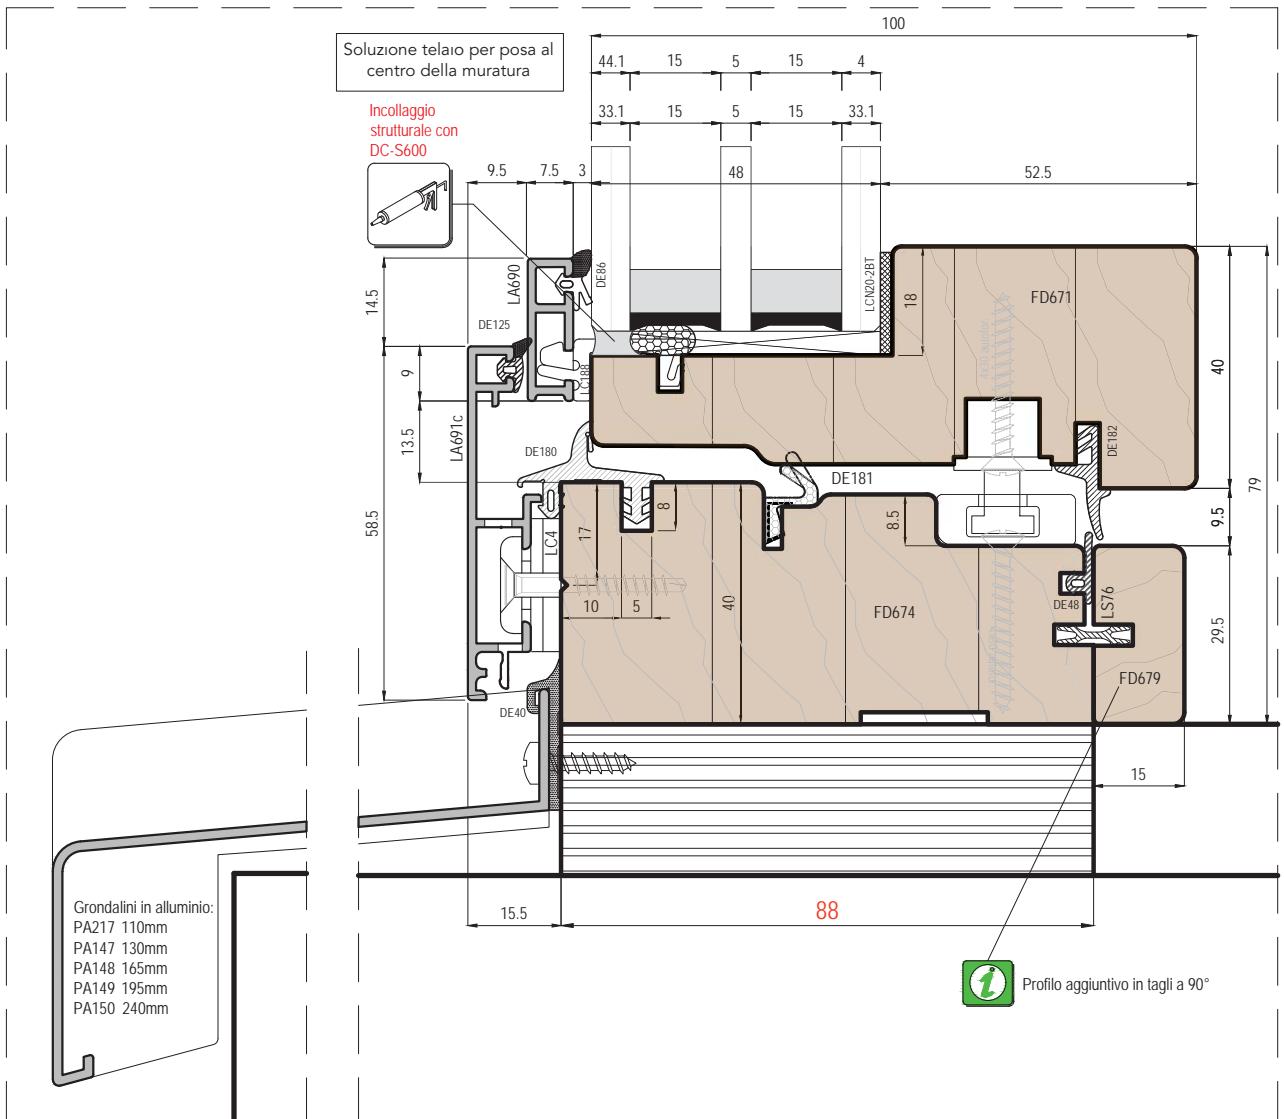 100
Soluzione telaio per posa al
centro della muratura
44.1 15 5 15 4
Incollaggio
strutturale con
DC-S600
33.1 15 5 15 33.1
9.5 7.5 3 48 52.5
LA690
DE86
LCN20-2BT
FD671
18
14.5
DE125
4x30 autofor.
40
LC188
9
LA691c
13.5
DE180
DE181
DE182
79
58.5
17
8
8.5
9.5
LC4
10 5
40
FD674
DE48
LS76
29.5
FD679
DE40
15
15.5
88
Grondalini in alluminio:
PA217 110mm
PA147 130mm
PA148 165mm
PA149 195mm
PA150 240mm
i
Profilo aggiuntivo in tagli a 90°